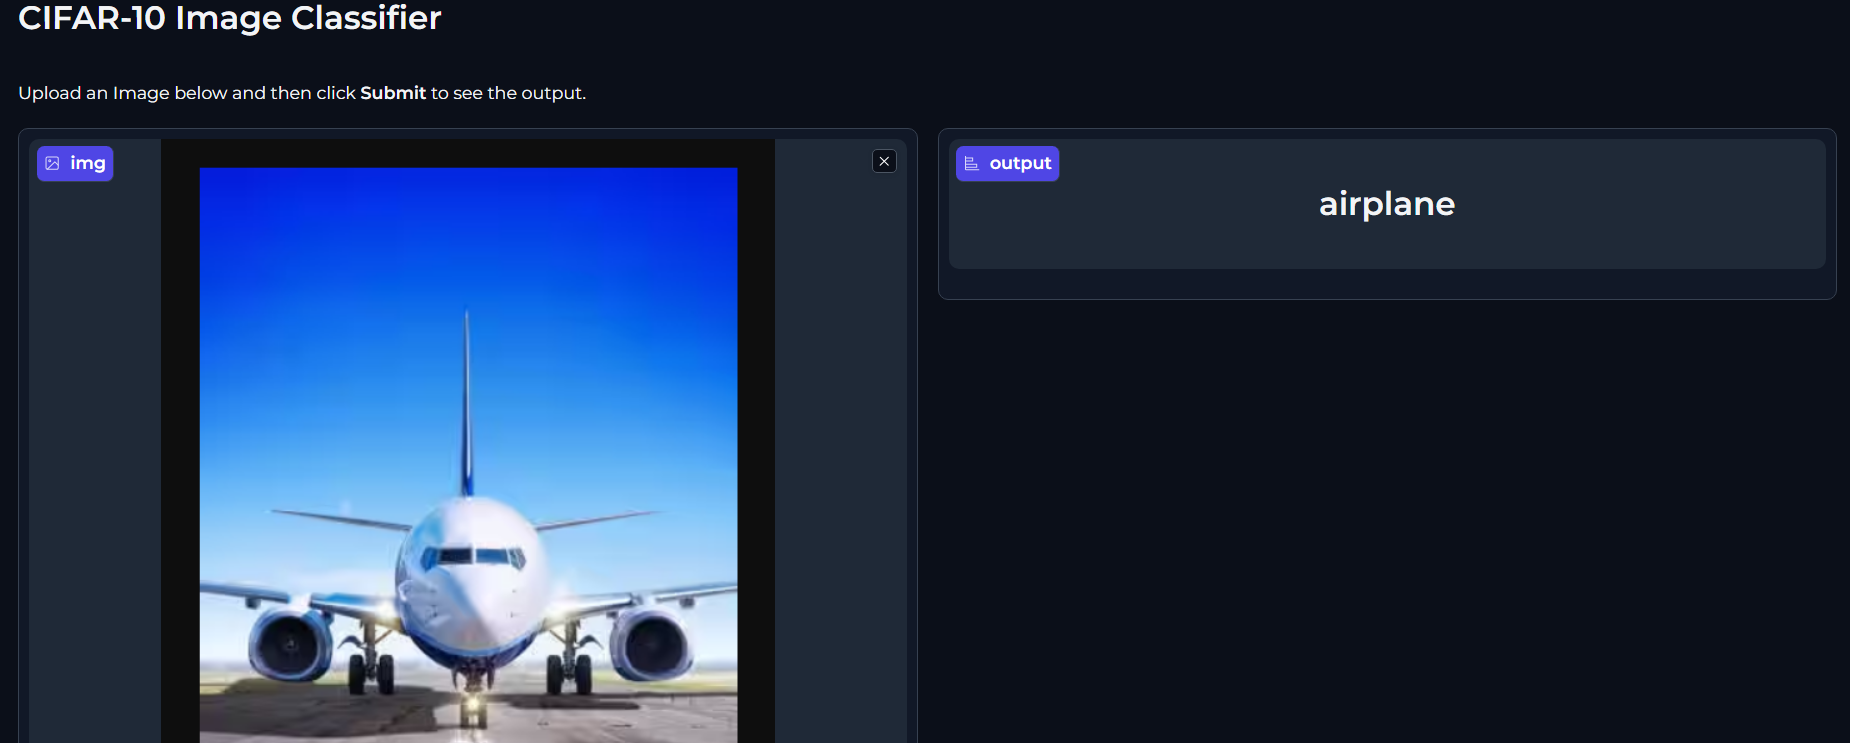 CIFAR-10 Image Classifier
Upload an Image below and then click Submit to see the output.
img
output
airplane